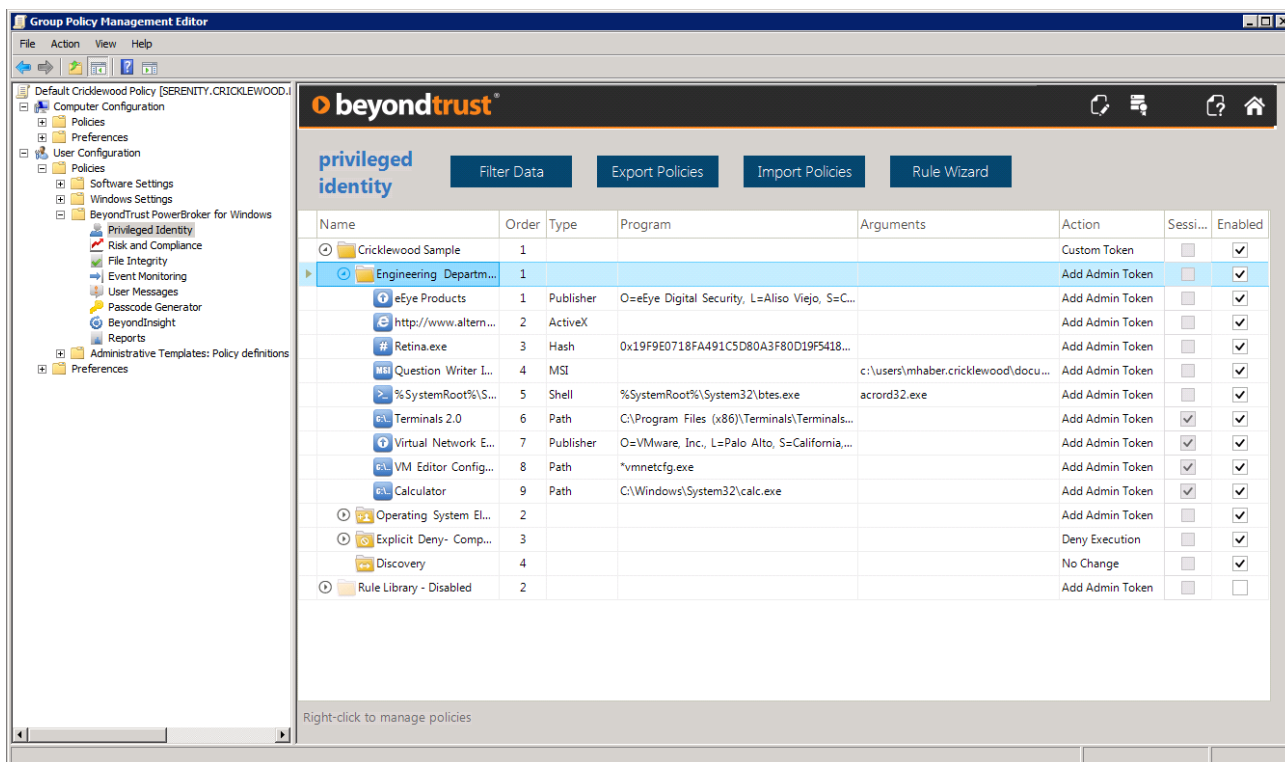 Group Policy Management Editor
File Action View Help
Default Cricklewood Policy [SERENITY.CRICKLEWOOD.
Computer Configuration
Policies
Preferences
User Configuration
Policies
Software Settings
Windows Settings
BeyondTrust PowerBroker for Windows
Privileged Identity
Risk and Compliance
File Integrity
Event Monitoring
User Messages
Passcode Generator
BeyondInsight
Reports
Administrative Templates: Policy definitions
Preferences
beyondtrust®
privileged identity
Filter Data Export Policies Import Policies Rule Wizard
Name Order Type Program Arguments Action Sessi... Enabled
Cricklewood Sample 1 Custom Token
Engineering Departm... 1 Add Admin Token
eEye Products 1 Publisher O=eEye Digital Security, L=Aliso Viejo, S=C... Add Admin Token
http://www.altern... 2 ActiveX Add Admin Token
# Retina.exe 3 Hash 0x19F9E0718FA491C5D80A3F80D19F5418... Add Admin Token
MSI Question Writer I... 4 MSI c:\users\mhaber.cricklewood\docu... Add Admin Token
>_ %SystemRoot%\S... 5 Shell %SystemRoot%\System32\btes.exe acrord32.exe Add Admin Token
C:\.. Terminals 2.0 6 Path C:\Program Files (x86)\Terminals\Terminals... Add Admin Token
Virtual Network E... 7 Publisher O=VMware, Inc., L=Palo Alto, S=California,... Add Admin Token
C:\.. VM Editor Config... 8 Path *vmnetcfg.exe Add Admin Token
C:\.. Calculator 9 Path C:\Windows\System32\calc.exe Add Admin Token
Operating System El... 2 Add Admin Token
Explicit Deny- Comp... 3 Deny Execution
Discovery 4 No Change
Rule Library - Disabled 2 Add Admin Token
Right-click to manage policies